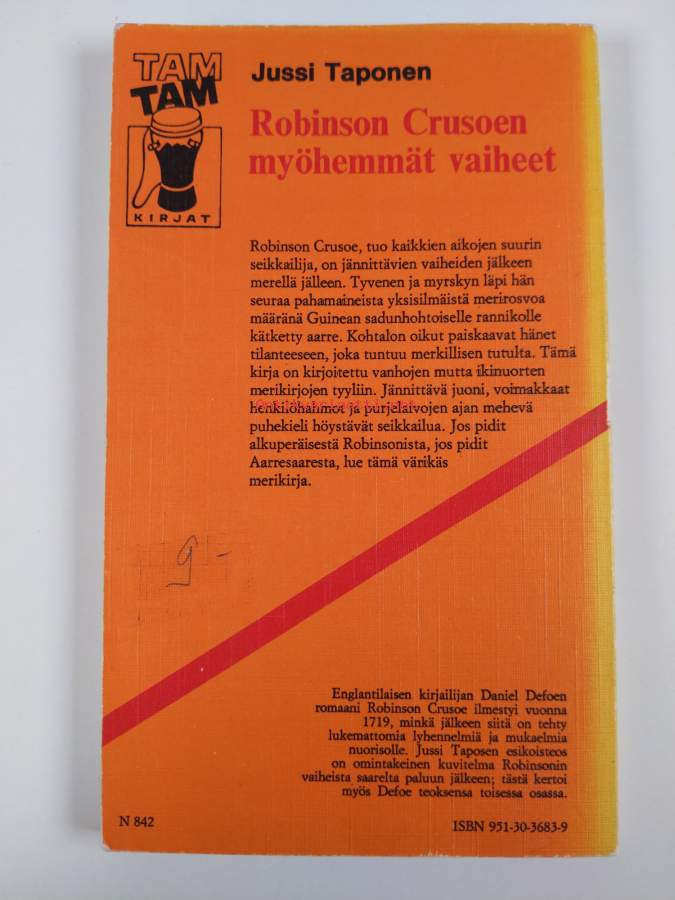 TAM
TAM
KIRJAT
Jussi Taponen
Robinson Crusoen
myöhemmät vaiheet
Robinson Crusoe, tuo kaikkien aikojen suurin
seikkailija, on jännittävien vaiheiden jälkeen
merellä jälleen. Tyvenen ja myrskyn läpi hän
seuraa pahamaineista yksisilmäistä merirosvoa
määränä Guinean sadunhohtoiselle rannikolle
kätketty aarre. Kohtalon oikut paiskaavat hänet
tilanteeseen, joka tuntuu merkillisen tutulta. Tämä
kirja on kirjoitettu vanhojen mutta ikinuorten
merikirjojen tyyliin. Jännittävä juoni, voimakkaat
henkilöhahmot ja purjelaivojen ajan mehevä
puhekieli höystävät seikkailua. Jos pidit
alkuperäisestä Robinsonista, jos pidit
Aarresaaresta, lue tämä värikäs
merikirja.
9 -
Englantilaisen kirjailijan Daniel Defoen
romaani Robinson Crusoe ilmestyi vuonna
1719, minkä jälkeen siitä on tehty
lukemattomia lyhennelmiä ja mukaelmia
nuorisolle. Jussi Taposen esikoisteos
on omintakeinen kuvitelma Robinsonin
vaiheista saarelta paluun jälkeen; tästä kertoi
myös Defoe teoksensa toisessa osassa.
N 842
ISBN 951-30-3683-9